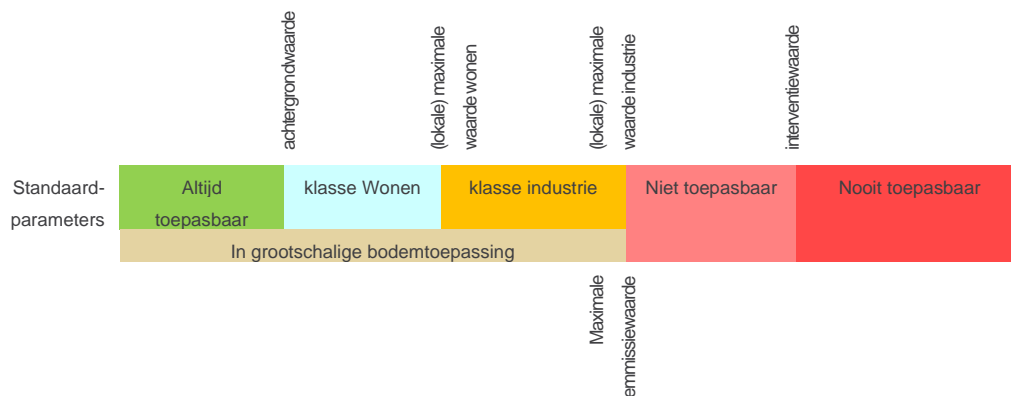 achtergrondwaarde
(lokale) maximale
waarde wonen
(lokale) maximale
waarde industrie
interventiewaarde
Standaard-
parameters
Altijd
toepasbaar
klasse Wonen
klasse industrie
Niet toepasbaar
Nooit toepasbaar
In grootschalige bodemtoepassing
Maximale
emmissiewaarde